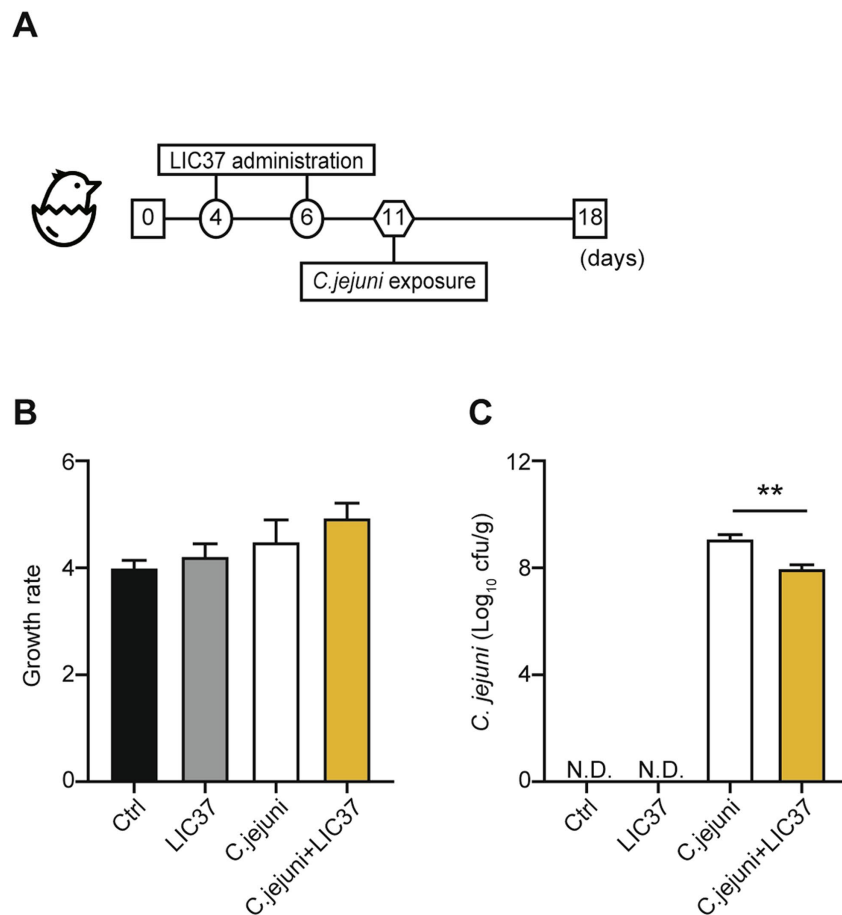 A
LIC37 administration
0 4 6 11 18
(days)
C.jejuni exposure
B
6
4
2
0
Growth rate
Ctrl
LIC37
C.jejuni
C.jejuni+LIC37
C
12
8
4
0
C. jejuni (Log10 cfu/g)
**
N.D. N.D.
Ctrl
LIC37
C.jejuni
C.jejuni+LIC37